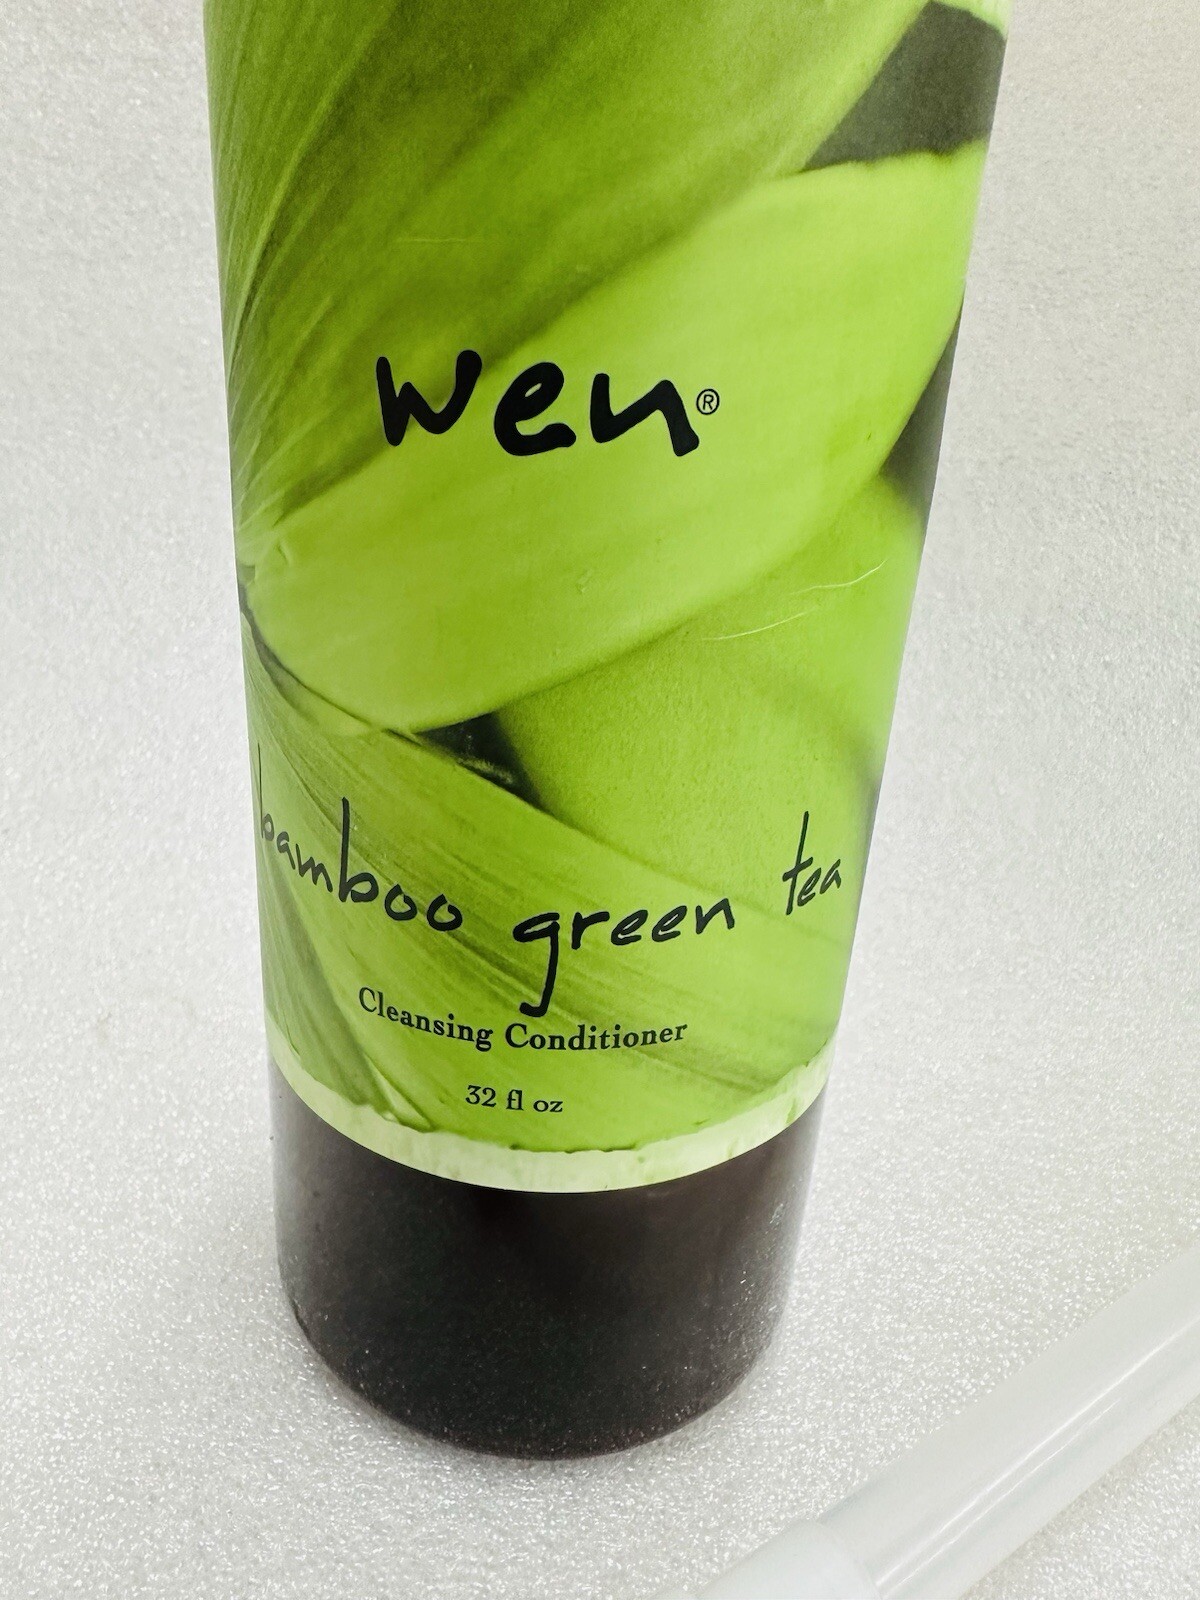 wen®
bamboo green tea
Cleansing Conditioner
32 fl oz